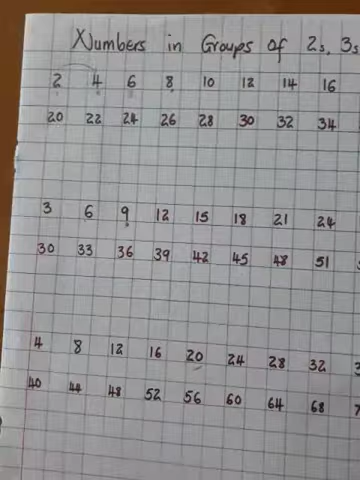 Numbers in Groups of 2s, 3s
2 4 6 8 10 12 14 16
20 22 24 26 28 30 32 34
3 6 9 12 15 18 21 24
30 33 36 39 42 45 48 51
4 8 12 16 20 24 28 32
40 44 48 52 56 60 64 68